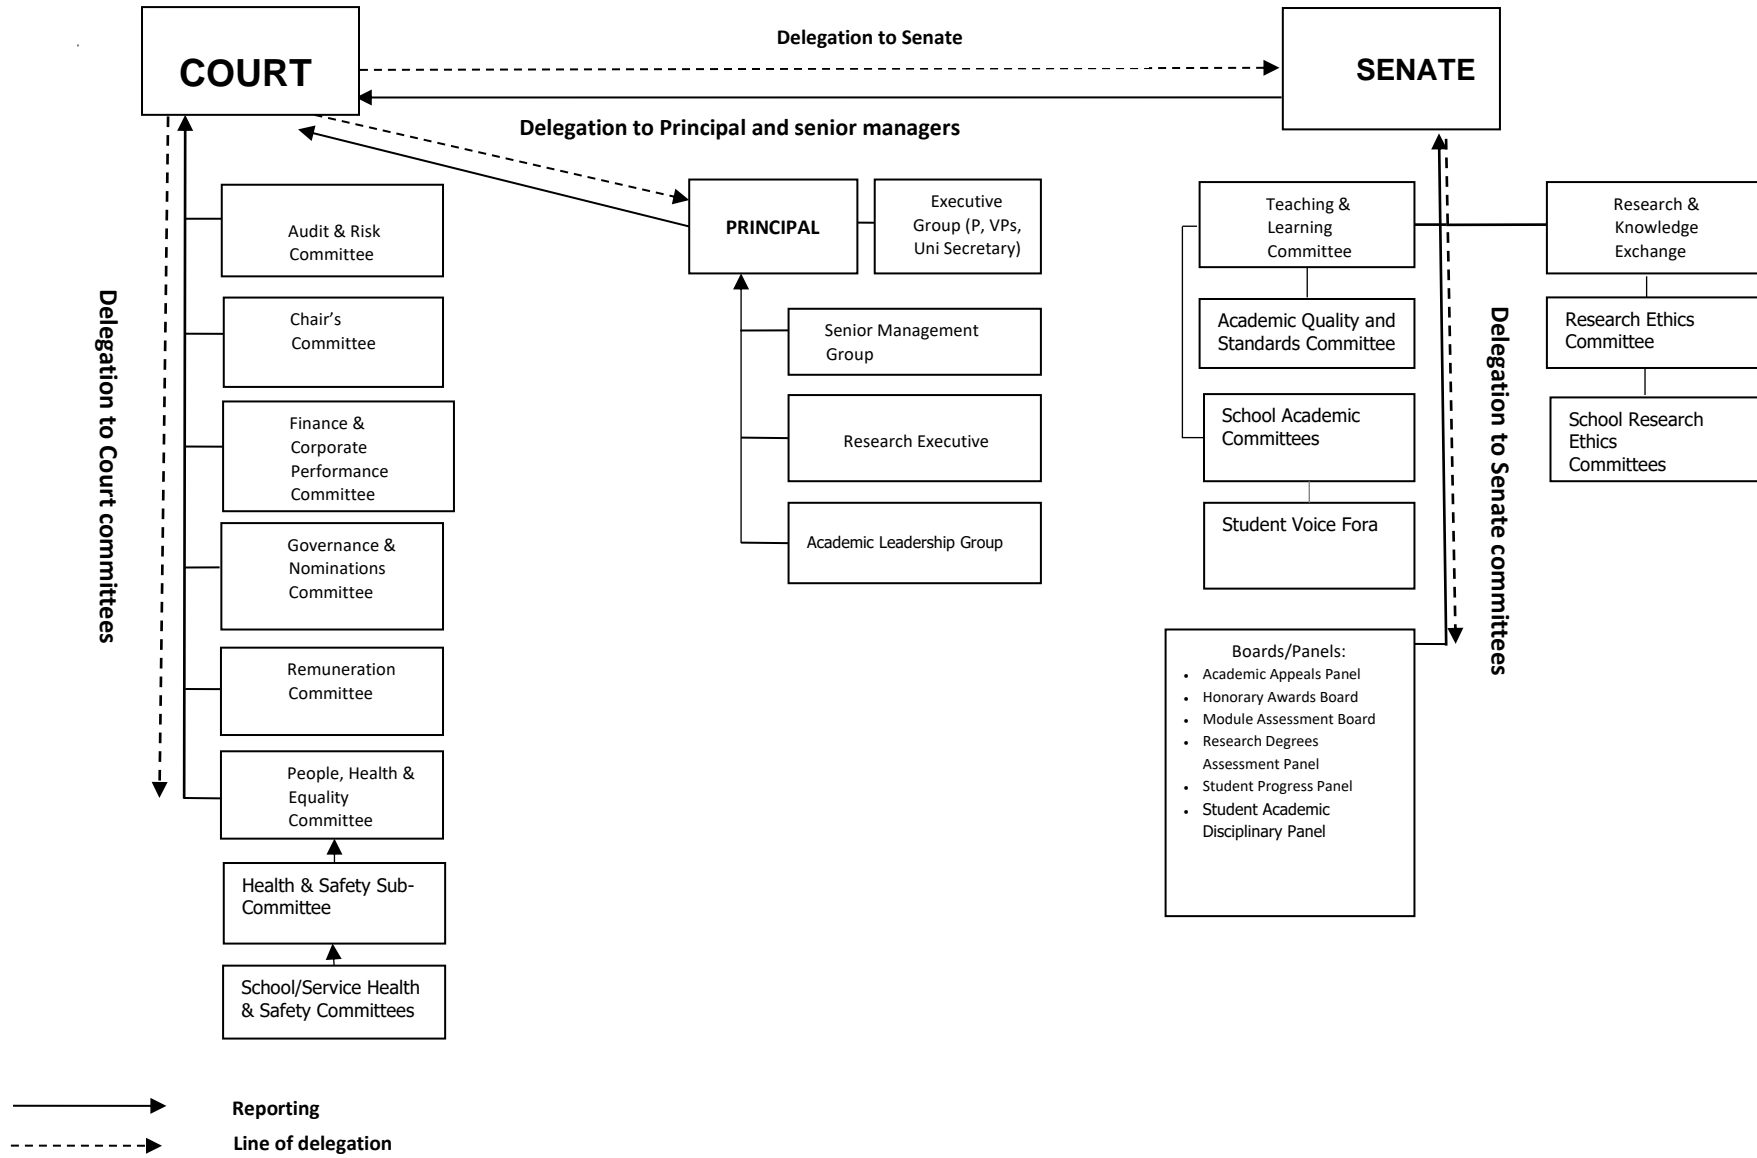 Delegation to Senate
COURT
SENATE
Delegation to Principal and senior managers
Delegation to Court committees
Audit & Risk
Committee
Chair's
Committee
Finance &
Corporate
Performance
Committee
Governance &
Nominations
Committee
Remuneration
Committee
People, Health &
Equality
Committee
Health & Safety Sub-
Committee
School/Service Health
& Safety Committees
PRINCIPAL
Executive
Group (P, VPs,
Uni Secretary)
Senior Management
Group
Research Executive
Academic Leadership Group
Teaching &
Learning
Committee
Academic Quality and
Standards Committee
School Academic
Committees
Student Voice Fora
Boards/Panels:
• Academic Appeals Panel
• Honorary Awards Board
• Module Assessment Board
• Research Degrees
Assessment Panel
• Student Progress Panel
• Student Academic
Disciplinary Panel
Delegation to Senate committees
Research &
Knowledge
Exchange
Research Ethics
Committee
School Research
Ethics
Committees
Reporting
Line of delegation